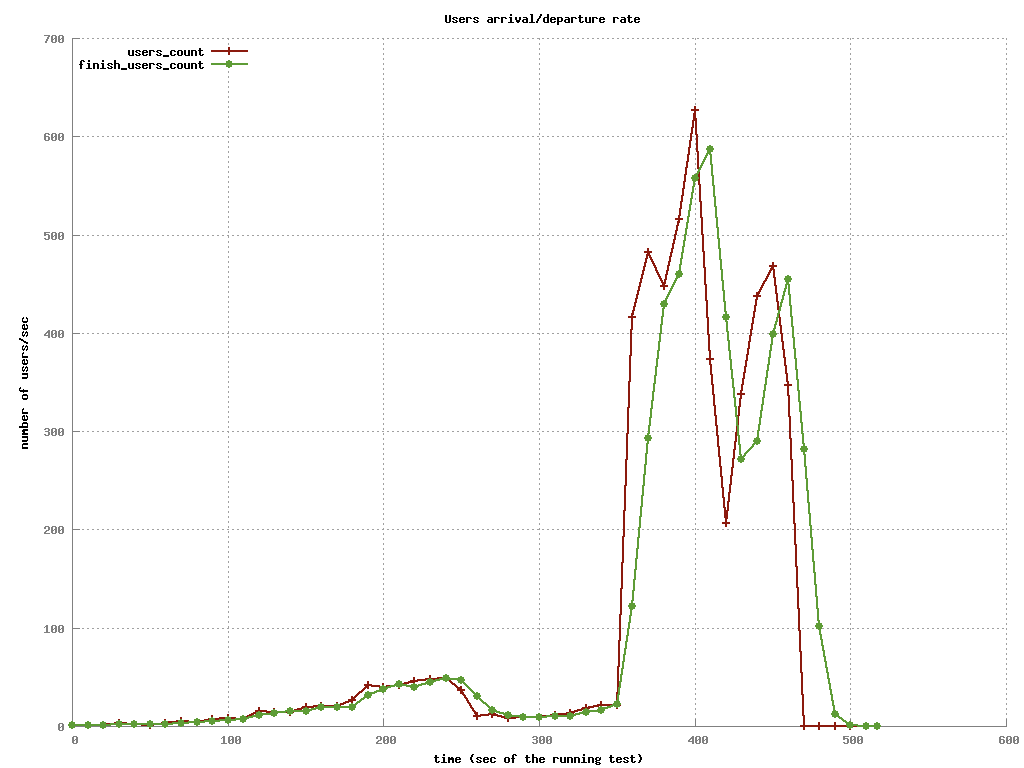 Users arrival/departure rate
users_count
finish_users_count
700
600
500
400
300
200
100
0
number of users/sec
0 100 200 300 400 500 600
time (sec of the running test)